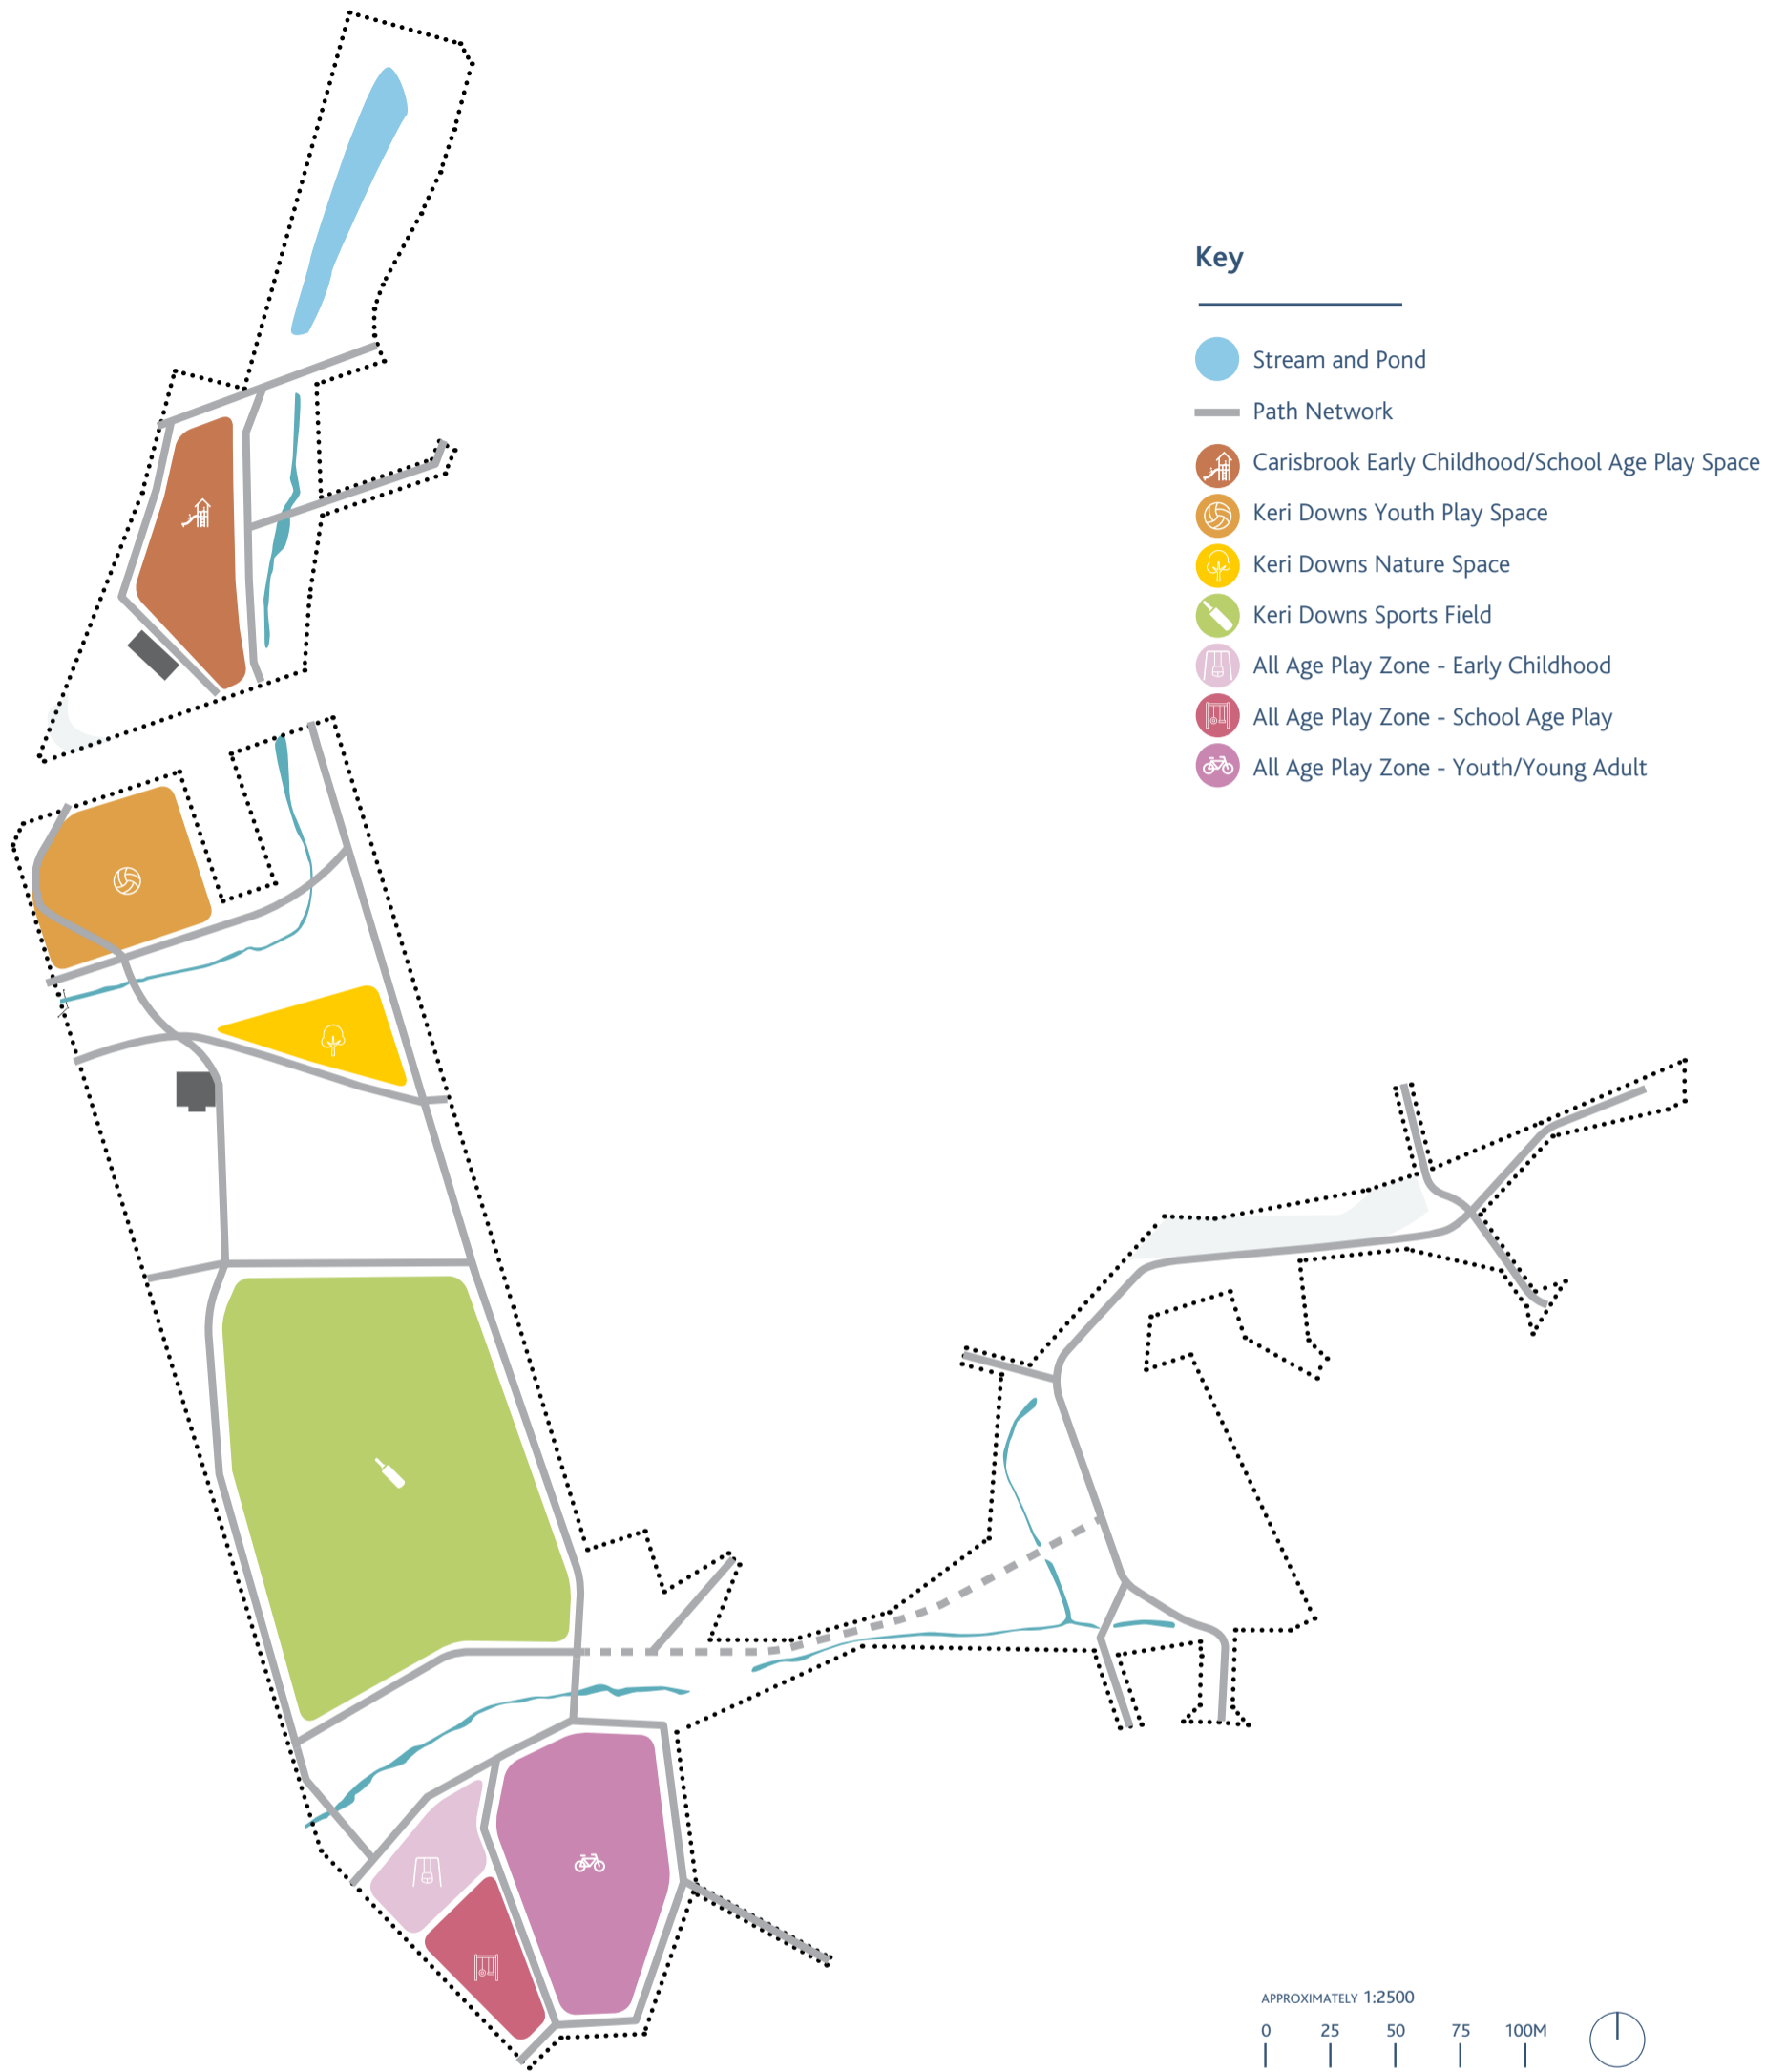 Key
Stream and Pond
Path Network
Carisbrook Early Childhood/School Age Play Space
Keri Downs Youth Play Space
Keri Downs Nature Space
Keri Downs Sports Field
All Age Play Zone - Early Childhood
All Age Play Zone - School Age Play
All Age Play Zone - Youth/Young Adult
APPROXIMATELY 1:2500
0 25 50 75 100M